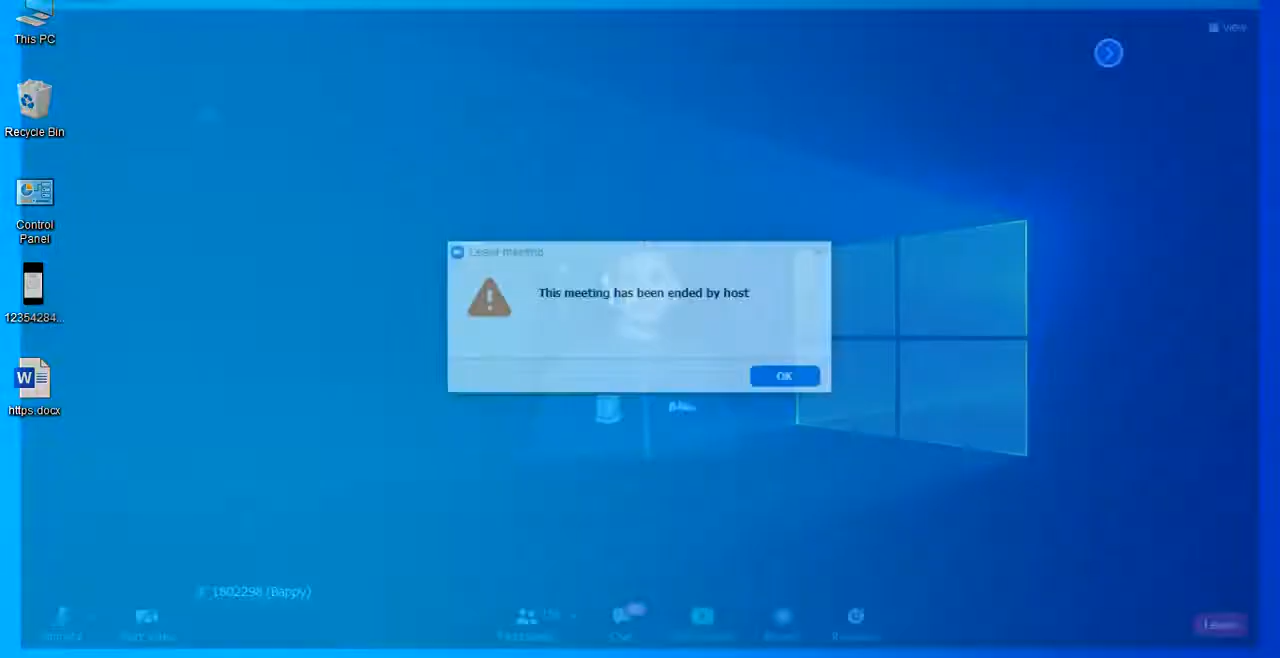 This PC
View
Recycle Bin
Control
Panel
Leave meeting
This meeting has been ended by host
12354284...
OK
https.docx
1802298 (Bappy)
Leave